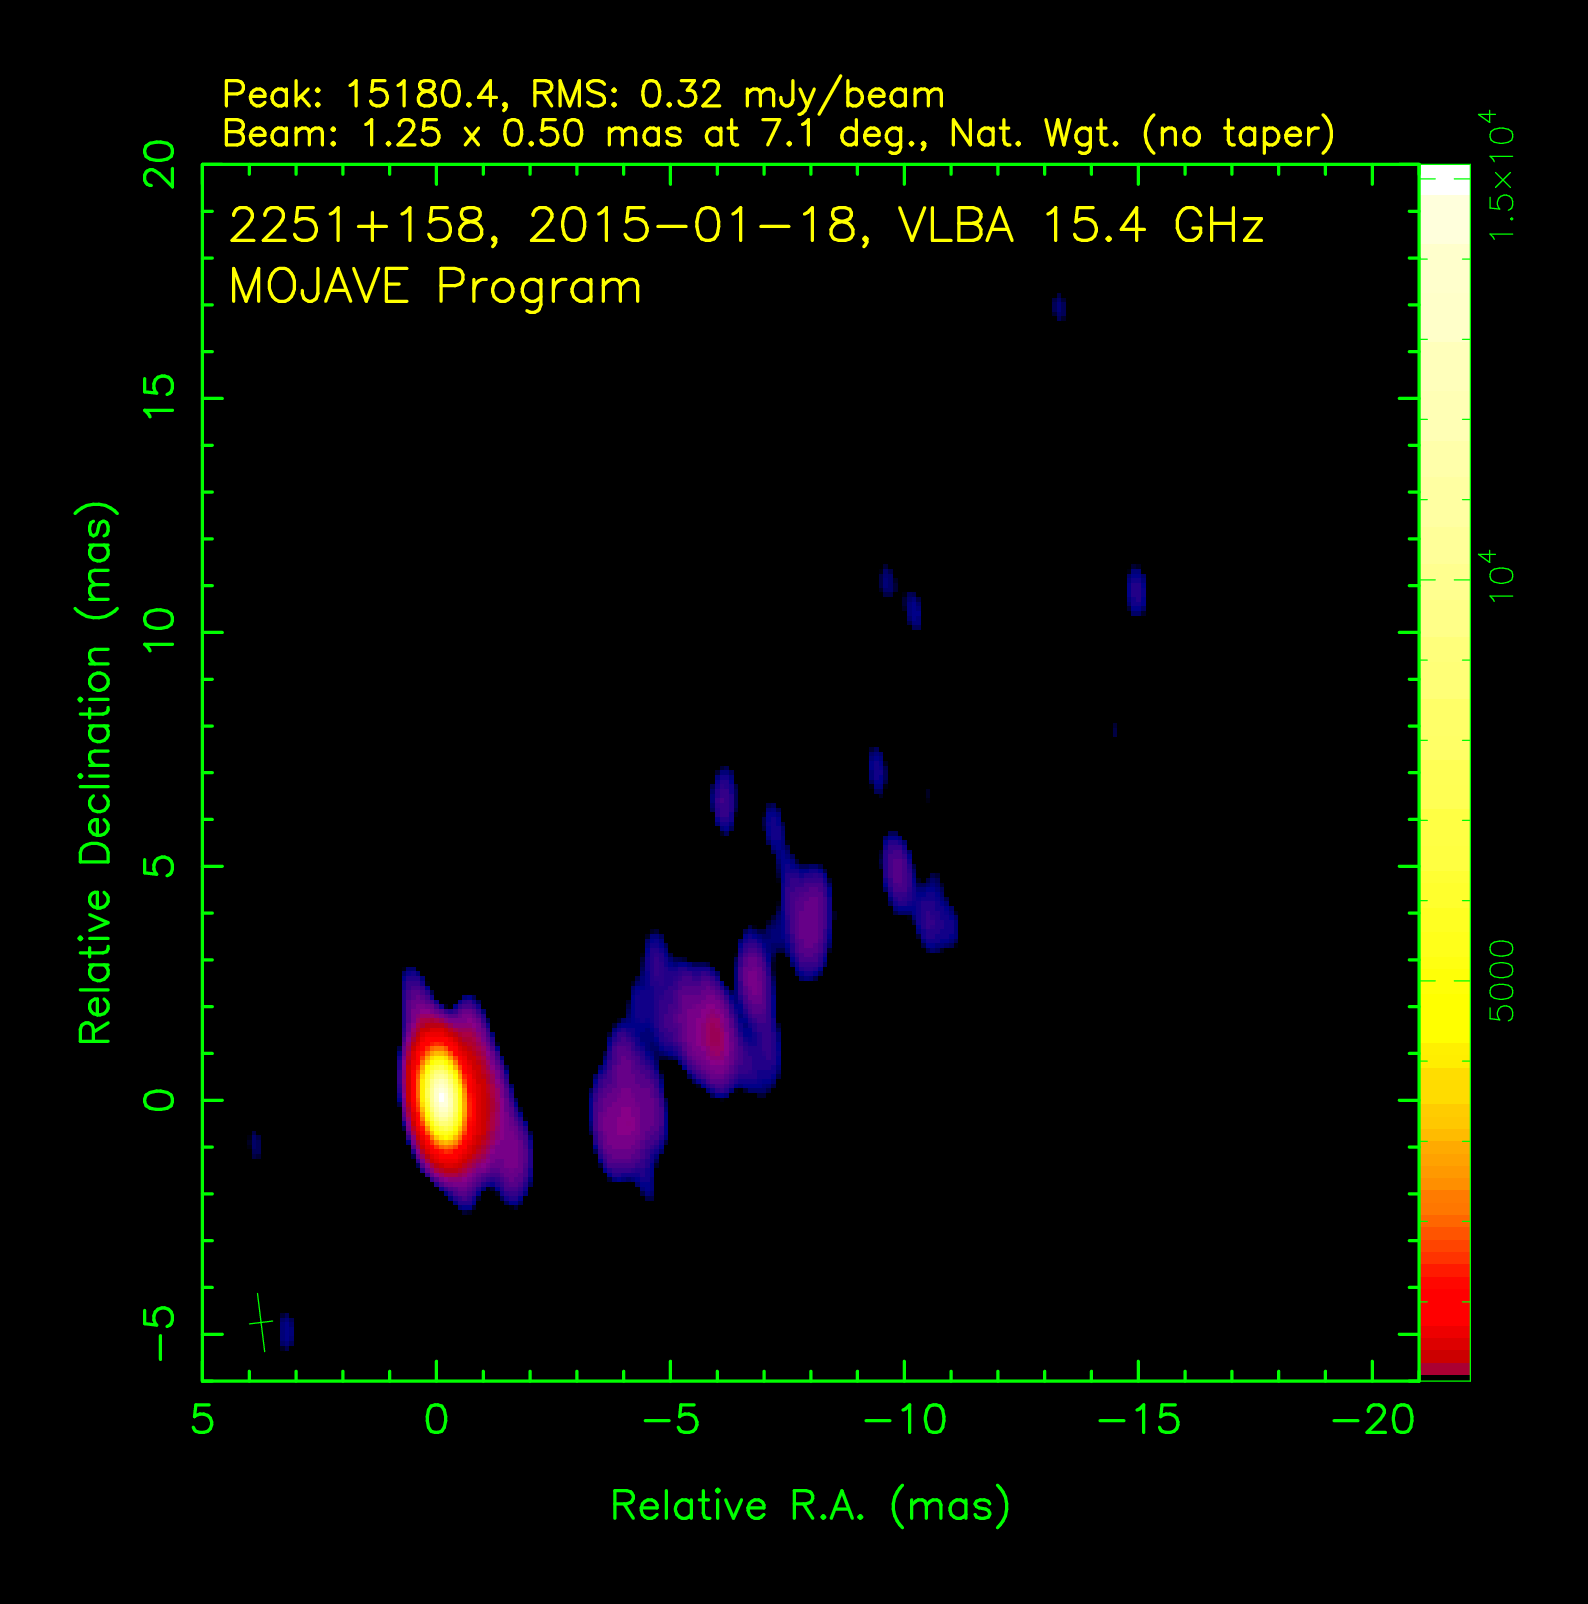 Peak: 15180.4, RMS: 0.32 mJy/beam
Beam: 1.25 x 0.50 mas at 7.1 deg., Nat. Wgt. (no taper)
2251+158, 2015−01−18, VLBA 15.4 GHz
MOJAVE Program
20
15
10
5
0
−5
Relative Declination (mas)
5 0 −5 −10 −15 −20
Relative R.A. (mas)
1.5×10⁴
10⁴
5000